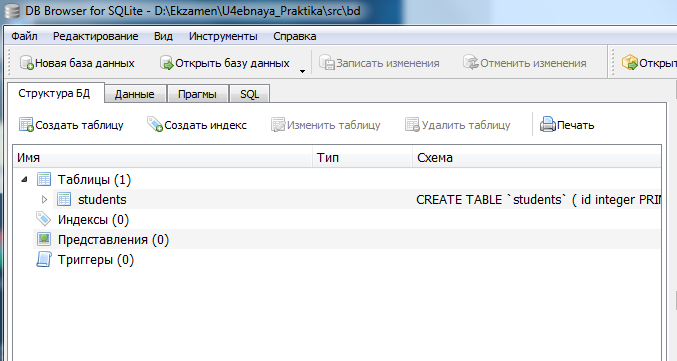 DB Browser for SQLite - D:\Ekzamen\U4ebnaya_Praktika\src\bd
Файл Редактирование Вид Инструменты Справка
Новая база данных Открыть базу данных Записать изменения Отменить изменения Открыт
Структура БД Данные Прагмы SQL
Создать таблицу Создать индекс Изменить таблицу Удалить таблицу Печать
Имя Тип Схема
Таблицы (1)
students CREATE TABLE `students` ( id integer PRIM
Индексы (0)
Представления (0)
Триггеры (0)